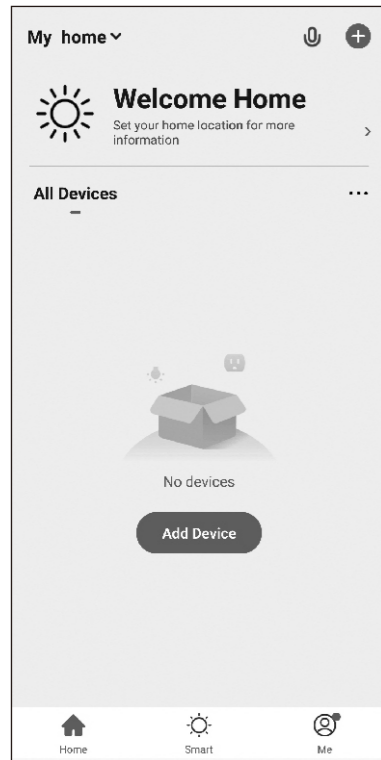 My home
Welcome Home
Set your home location for more
information
All Devices
No devices
Add Device
Home Smart Me